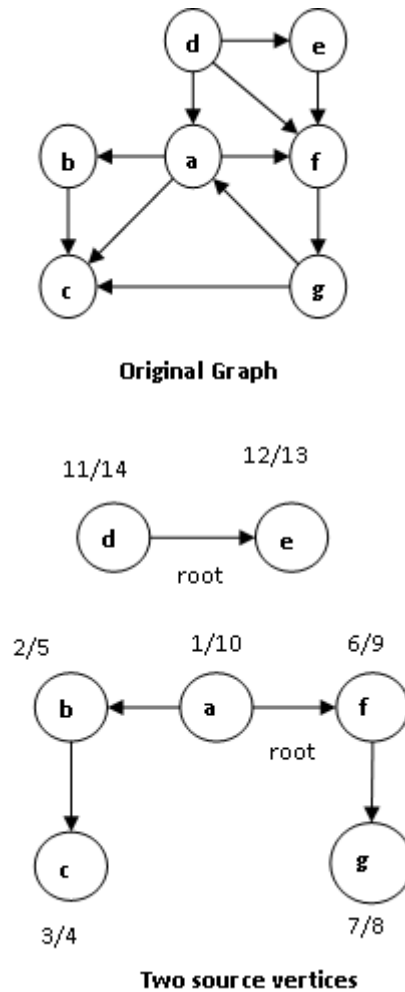 d e
b a f
c g
Original Graph
11/14 12/13
d e
root
2/5 1/10 6/9
b a f
root
c g
3/4 7/8
Two source vertices